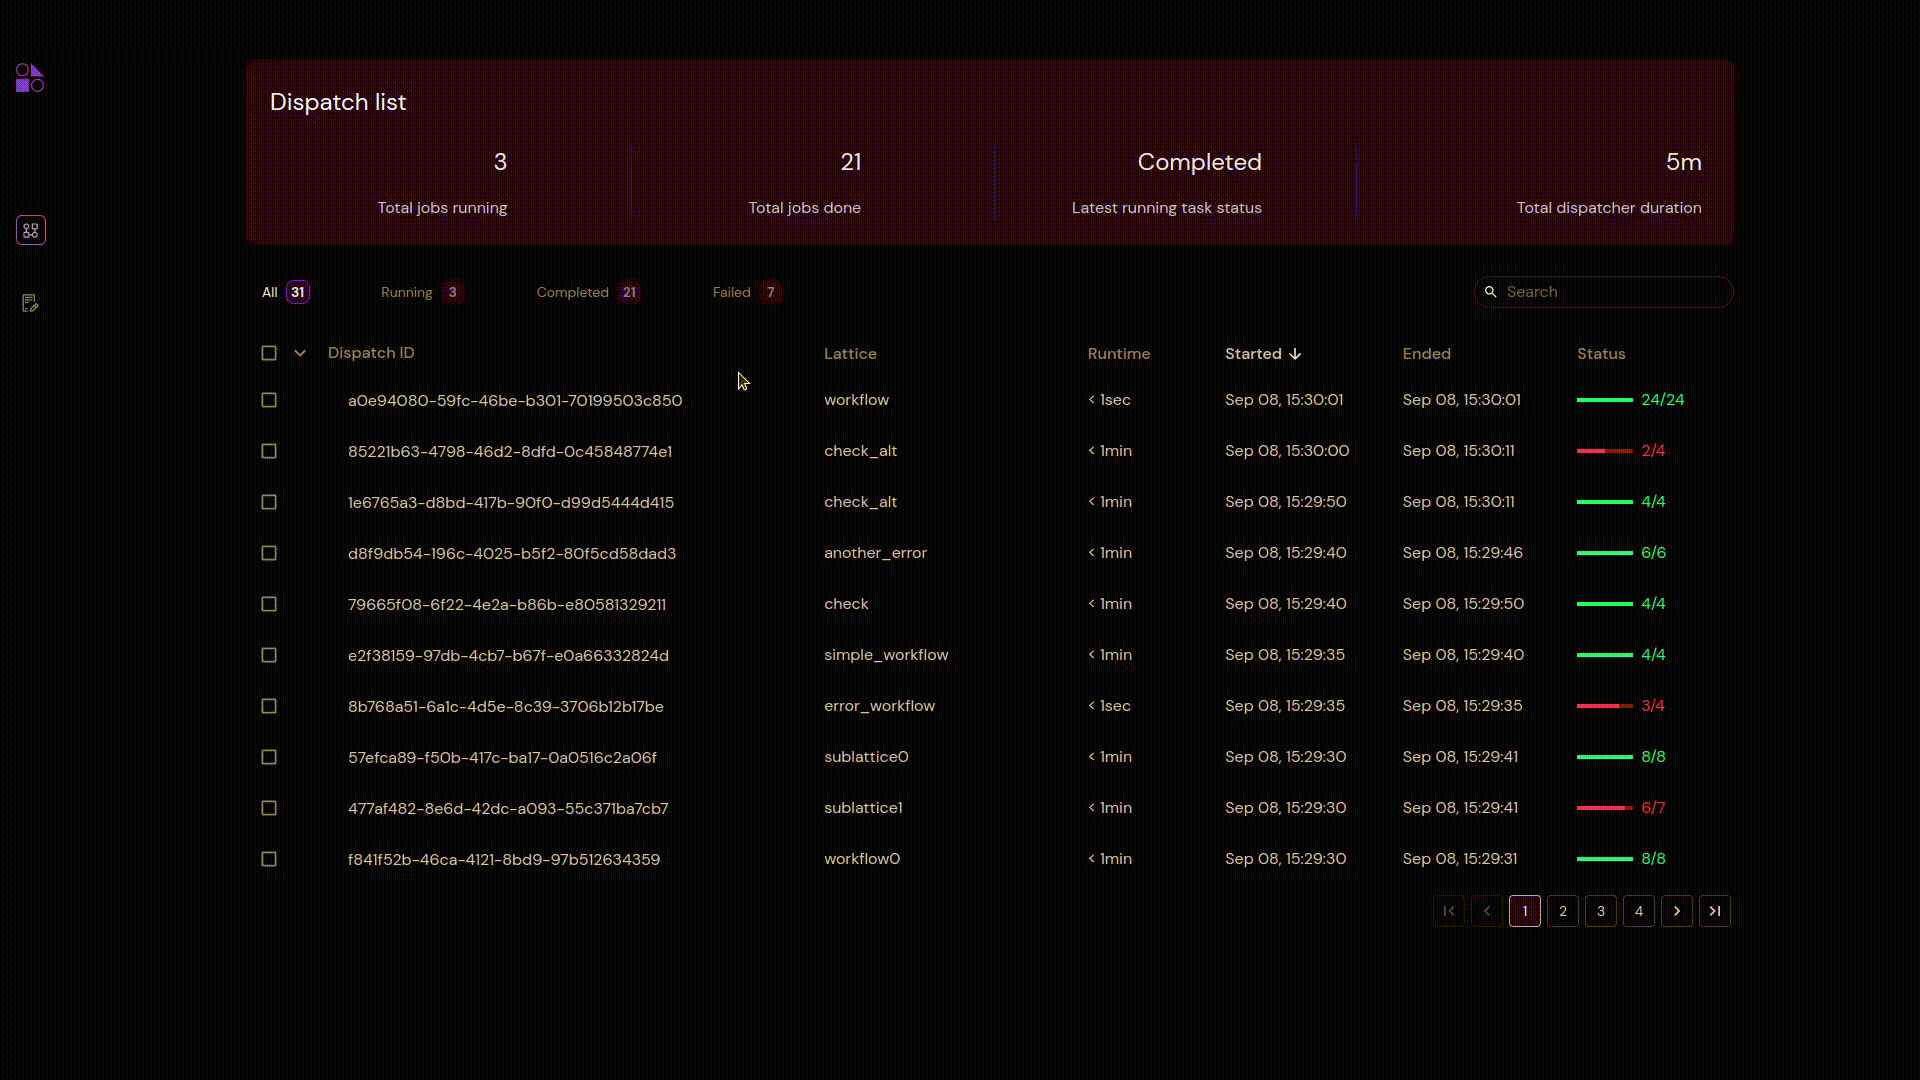 Dispatch list
3 21 Completed 5m
Total jobs running Total jobs done Latest running task status Total dispatcher duration
All 31 Running 3 Completed 21 Failed 7 Search
Dispatch ID Lattice Runtime Started Ended Status
a0e94080-59fc-46be-b301-70199503c850 workflow < 1sec Sep 08, 15:30:01 Sep 08, 15:30:01 24/24
85221b63-4798-46d2-8dfd-0c45848774e1 check_alt < 1min Sep 08, 15:30:00 Sep 08, 15:30:11 2/4
1e6765a3-d8bd-417b-90f0-d99d5444d415 check_alt < 1min Sep 08, 15:29:50 Sep 08, 15:30:11 4/4
d8f9db54-196c-4025-b5f2-80f5cd58dad3 another_error < 1min Sep 08, 15:29:40 Sep 08, 15:29:46 6/6
79665f08-6f22-4e2a-b86b-e80581329211 check < 1min Sep 08, 15:29:40 Sep 08, 15:29:50 4/4
e2f38159-97db-4cb7-b67f-e0a66332824d simple_workflow < 1min Sep 08, 15:29:35 Sep 08, 15:29:40 4/4
8b768a51-6a1c-4d5e-8c39-3706b12b17be error_workflow < 1sec Sep 08, 15:29:35 Sep 08, 15:29:35 3/4
57efca89-f50b-417c-ba17-0a0516c2a06f sublattice0 < 1min Sep 08, 15:29:30 Sep 08, 15:29:41 8/8
477af482-8e6d-42dc-a093-55c371ba7cb7 sublattice1 < 1min Sep 08, 15:29:30 Sep 08, 15:29:41 6/7
f841f52b-46ca-4121-8bd9-97b512634359 workflow0 < 1min Sep 08, 15:29:30 Sep 08, 15:29:31 8/8
1 2 3 4